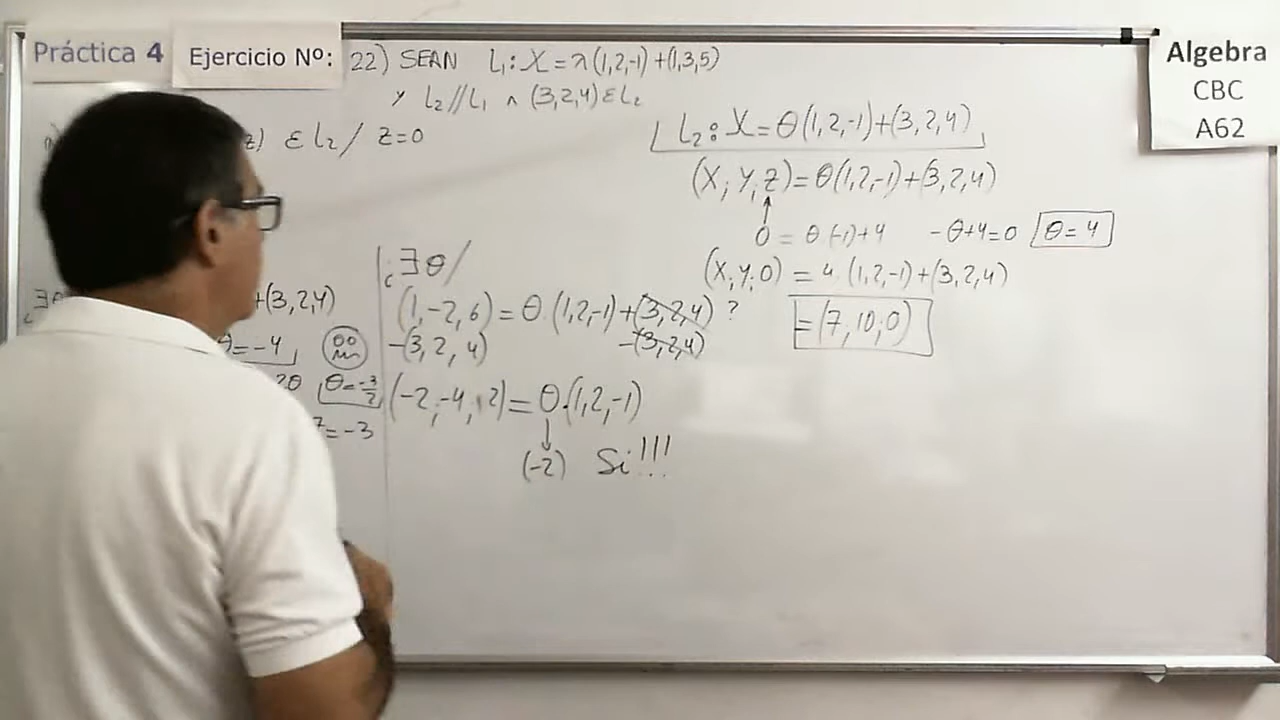 Práctica 4
Ejercicio Nº:
22) SEAN L₁: X = λ(1,2,-1)+(1,3,5)
y L₂//L₁ ∧ (3,2,4) ε L₂
z) ε L₂ / z=0
+(3,2,4)
θ=-4
θ=-3/2
=-3
¿∃θ/
(1,-2,6)=θ.(1,2,-1)+(3,2,4) ?
-(3,2,4) -(3,2,4)
(-2,-4,2)=θ.(1,2,-1)
(-2) Si!!!
L₂: X=θ(1,2,-1)+(3,2,4)
(X,Y,z)=θ(1,2,-1)+(3,2,4)
0 = θ(-1)+4 -θ+4=0 θ=4
(X,Y,0) = 4.(1,2,-1)+(3,2,4)
=(7,10,0)
Algebra
CBC
A62